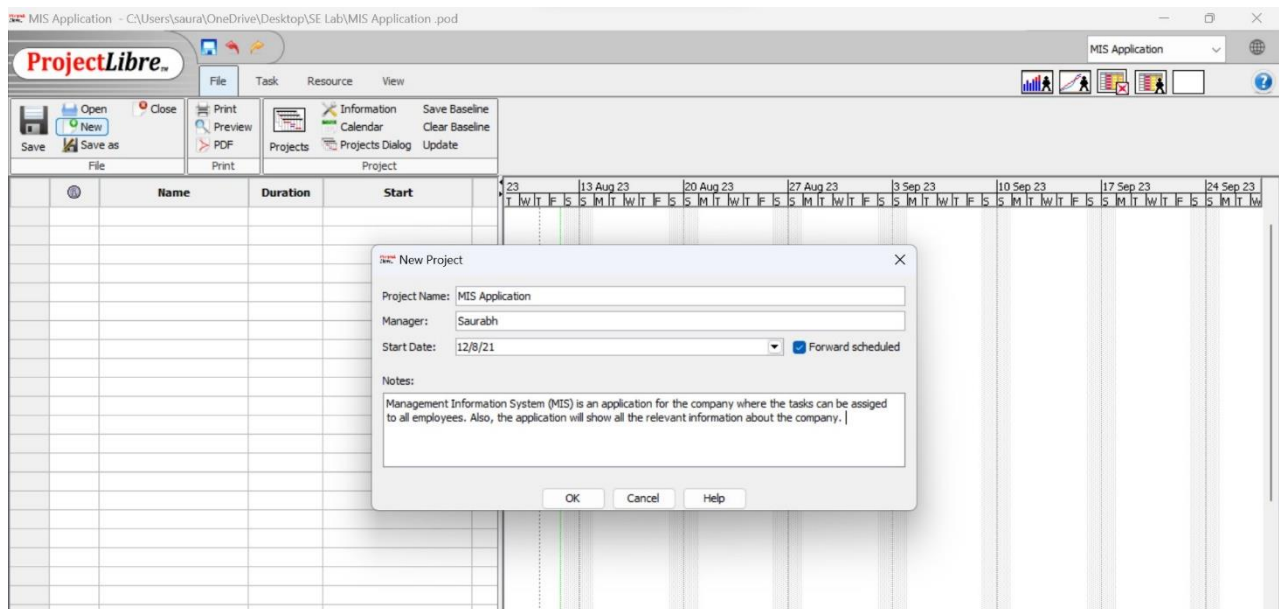 MIS Application - C:\Users\saura\OneDrive\Desktop\SE Lab\MIS Application .pod
ProjectLibre™
MIS Application
File Task Resource View
Save
Open
New
Save as
Close
File
Print
Preview
PDF
Print
Projects
Information
Calendar
Projects Dialog
Save Baseline
Clear Baseline
Update
Project
Name Duration Start
23 13 Aug 23 20 Aug 23 27 Aug 23 3 Sep 23 10 Sep 23 17 Sep 23 24 Sep 23
T W T F S S M T W T F S S M T W T F S S M T W T F S S M T W T F S S M T W T F S S M T W T F S S M T W
New Project
Project Name: MIS Application
Manager: Saurabh
Start Date: 12/8/21 Forward scheduled
Notes:
Management Information System (MIS) is an application for the company where the tasks can be assiged
to all employees. Also, the application will show all the relevant information about the company.
OK Cancel Help